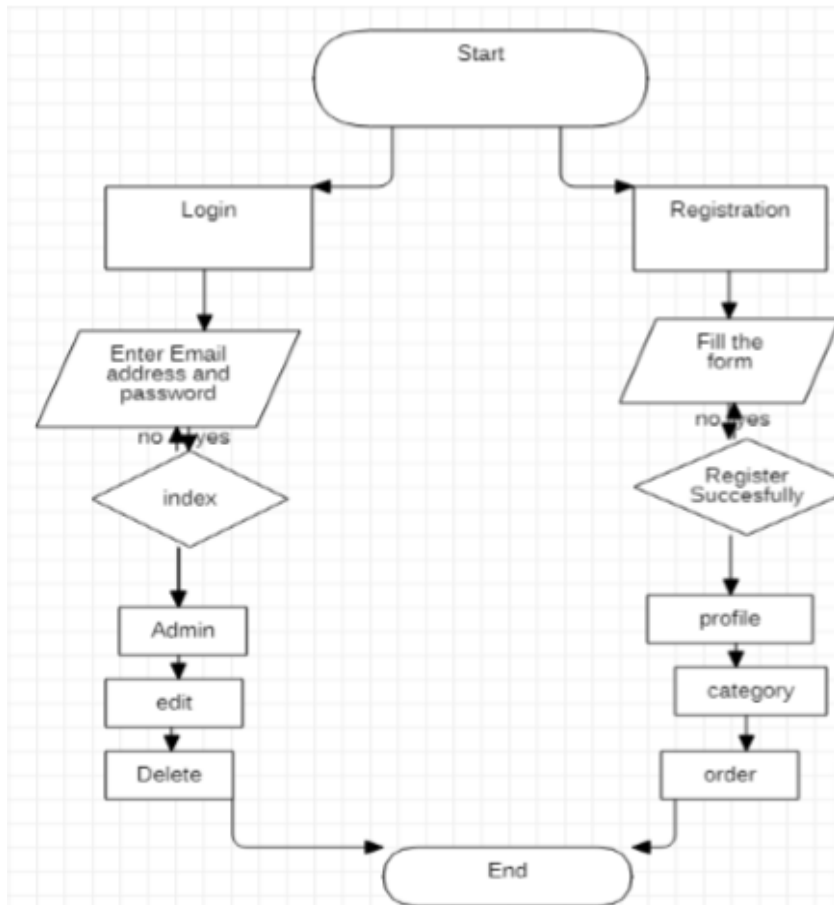 Start
Login
Registration
Enter Email
address and
password
Fill the
form
no yes
no yes
index
Register
Succesfully
Admin
profile
edit
category
Delete
order
End